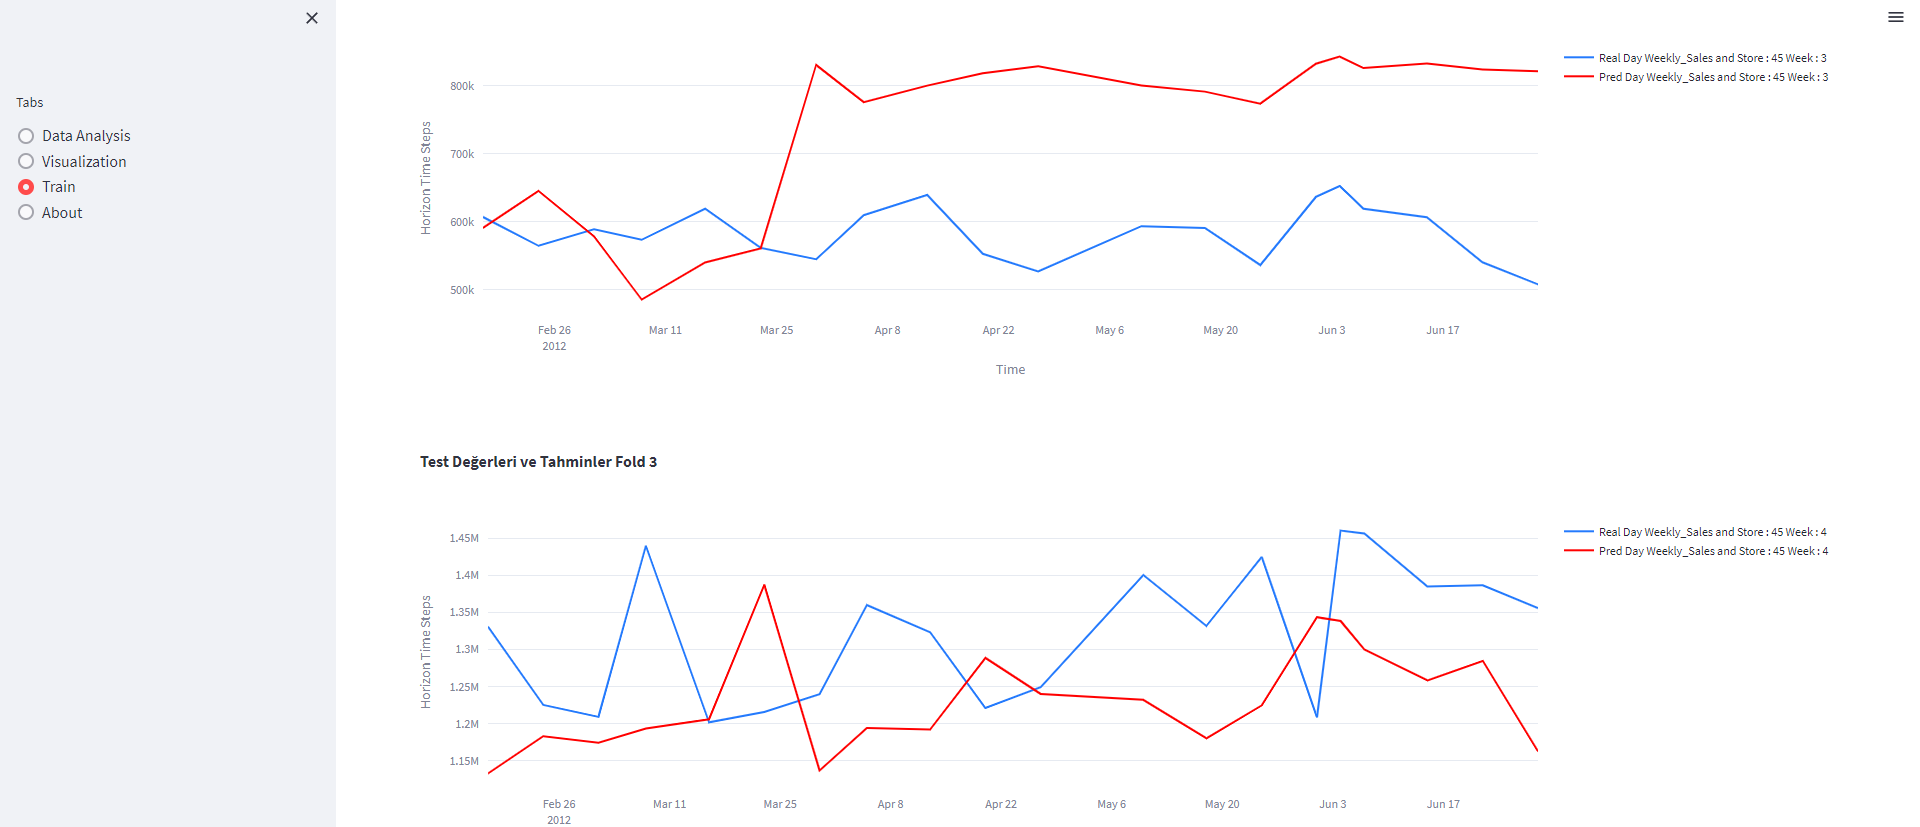 Tabs
Data Analysis
Visualization
Train
About
Real Day Weekly_Sales and Store : 45 Week : 3
Pred Day Weekly_Sales and Store : 45 Week : 3
Horizon Time Steps
800k
700k
600k
500k
Feb 26
2012
Mar 11
Mar 25
Apr 8
Apr 22
May 6
May 20
Jun 3
Jun 17
Time
Test Değerleri ve Tahminler Fold 3
Real Day Weekly_Sales and Store : 45 Week : 4
Pred Day Weekly_Sales and Store : 45 Week : 4
Horizon Time Steps
1.45M
1.4M
1.35M
1.3M
1.25M
1.2M
1.15M
Feb 26
2012
Mar 11
Mar 25
Apr 8
Apr 22
May 6
May 20
Jun 3
Jun 17